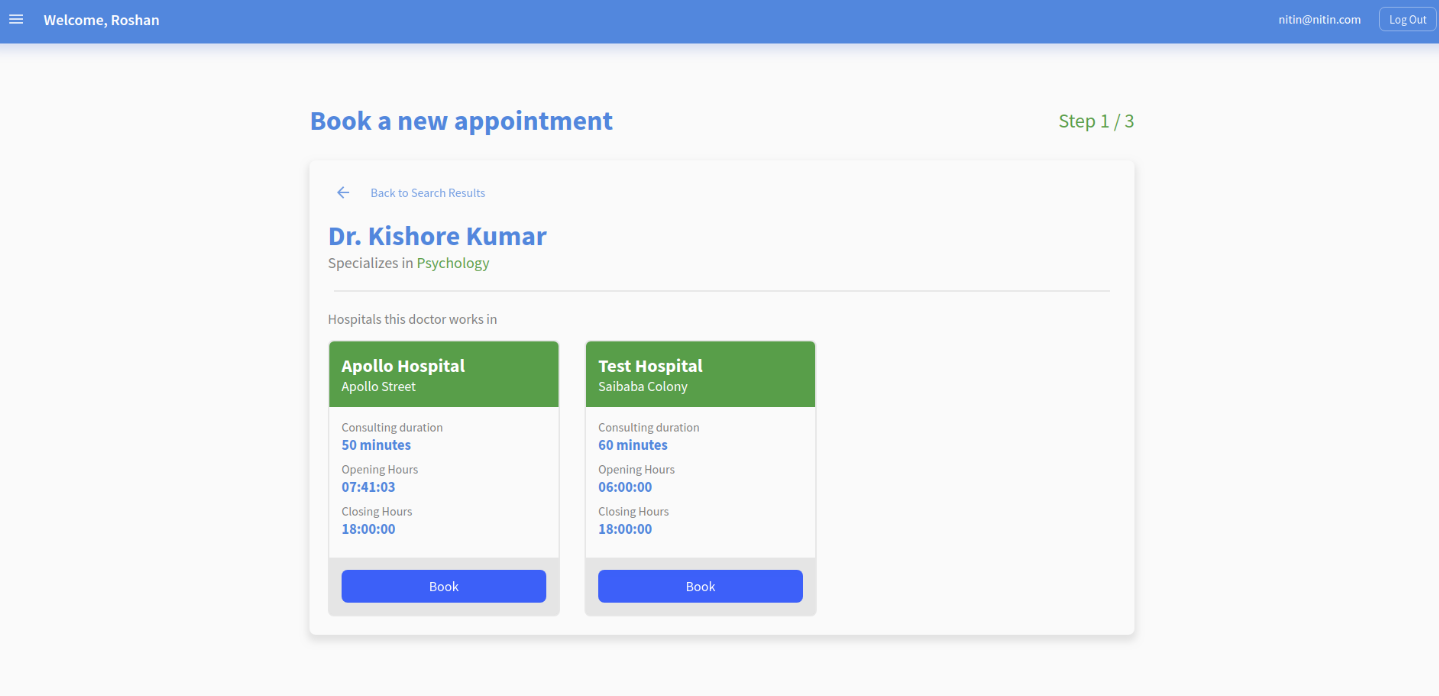 Welcome, Roshan
nitin@nitin.com
Log Out
Book a new appointment
Step 1 / 3
Back to Search Results
Dr. Kishore Kumar
Specializes in Psychology
Hospitals this doctor works in
Apollo Hospital
Apollo Street
Consulting duration
50 minutes
Opening Hours
07:41:03
Closing Hours
18:00:00
Book
Test Hospital
Saibaba Colony
Consulting duration
60 minutes
Opening Hours
06:00:00
Closing Hours
18:00:00
Book